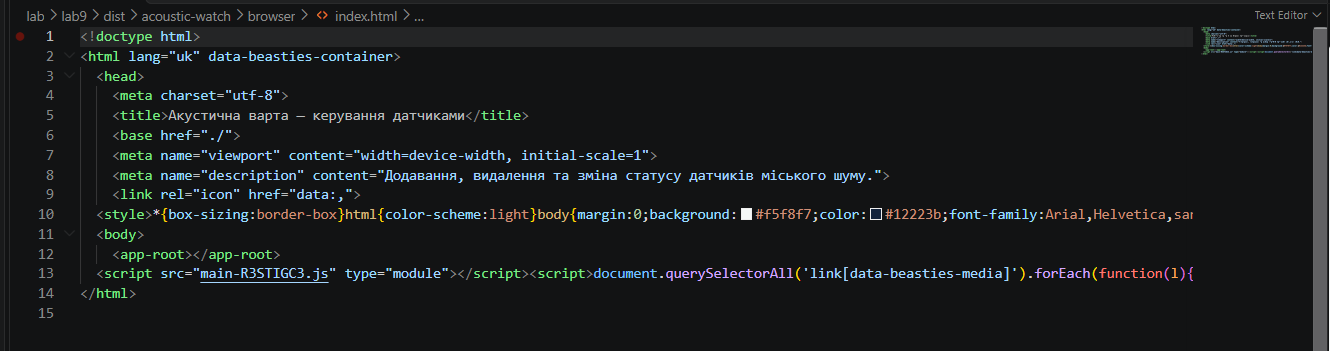 lab > lab9 > dist > acoustic-watch > browser > <> index.html > ...
Text Editor
1 <!doctype html>
2 <html lang="uk" data-beasties-container>
3 <head>
4 <meta charset="utf-8">
5 <title>Акустична варта — керування датчиками</title>
6 <base href="./">
7 <meta name="viewport" content="width=device-width, initial-scale=1">
8 <meta name="description" content="Додавання, видалення та зміна статусу датчиків міського шуму.">
9 <link rel="icon" href="data:,">
10 <style>*{box-sizing:border-box}html{color-scheme:light}body{margin:0;background:#f5f8f7;color:#12223b;font-family:Arial,Helvetica,san
11 <body>
12 <app-root></app-root>
13 <script src="main-R3STIGC3.js" type="module"></script><script>document.querySelectorAll('link[data-beasties-media]').forEach(function(l){
14 </html>
15